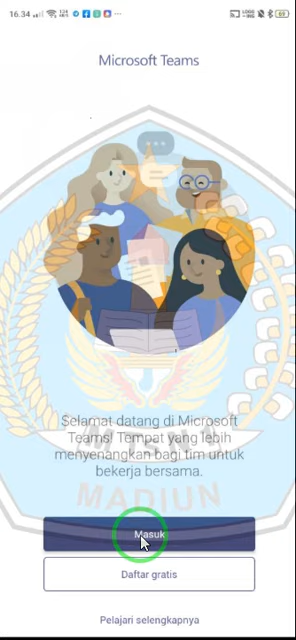 16.34
Microsoft Teams
Selamat datang di Microsoft
Teams! Tempat yang lebih
menyenangkan bagi tim untuk
bekerja bersama.
MADIUN
Masuk
Daftar gratis
Pelajari selengkapnya